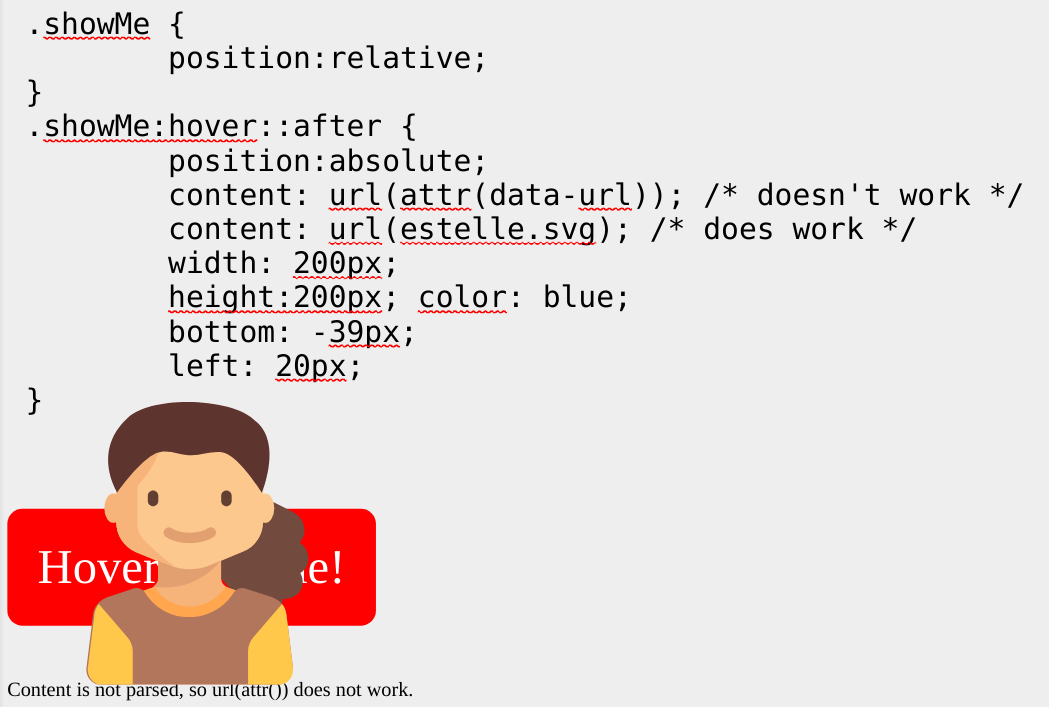 .showMe {
position:relative;
}
.showMe:hover::after {
position:absolute;
content: url(attr(data-url)); /* doesn't work */
content: url(estelle.svg); /* does work */
width: 200px;
height:200px; color: blue;
bottom: -39px;
left: 20px;
}
Hover e!
Content is not parsed, so url(attr()) does not work.